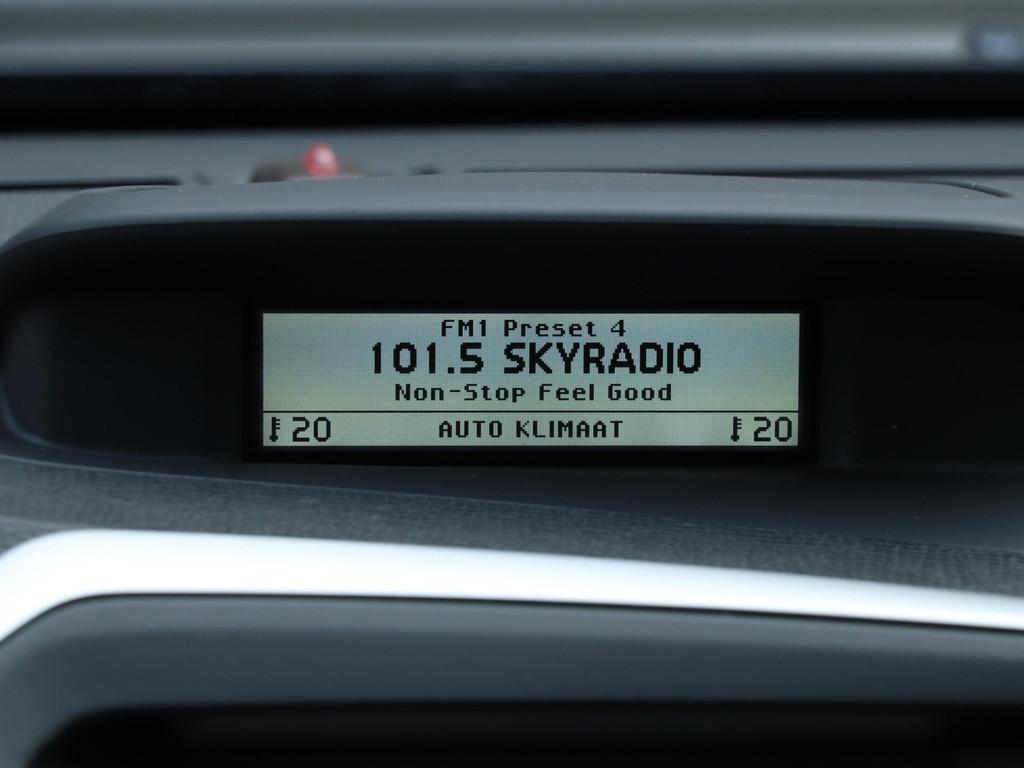 FM1 Preset 4
101.5 SKYRADIO
Non-Stop Feel Good
20 AUTO KLIMAAT 20